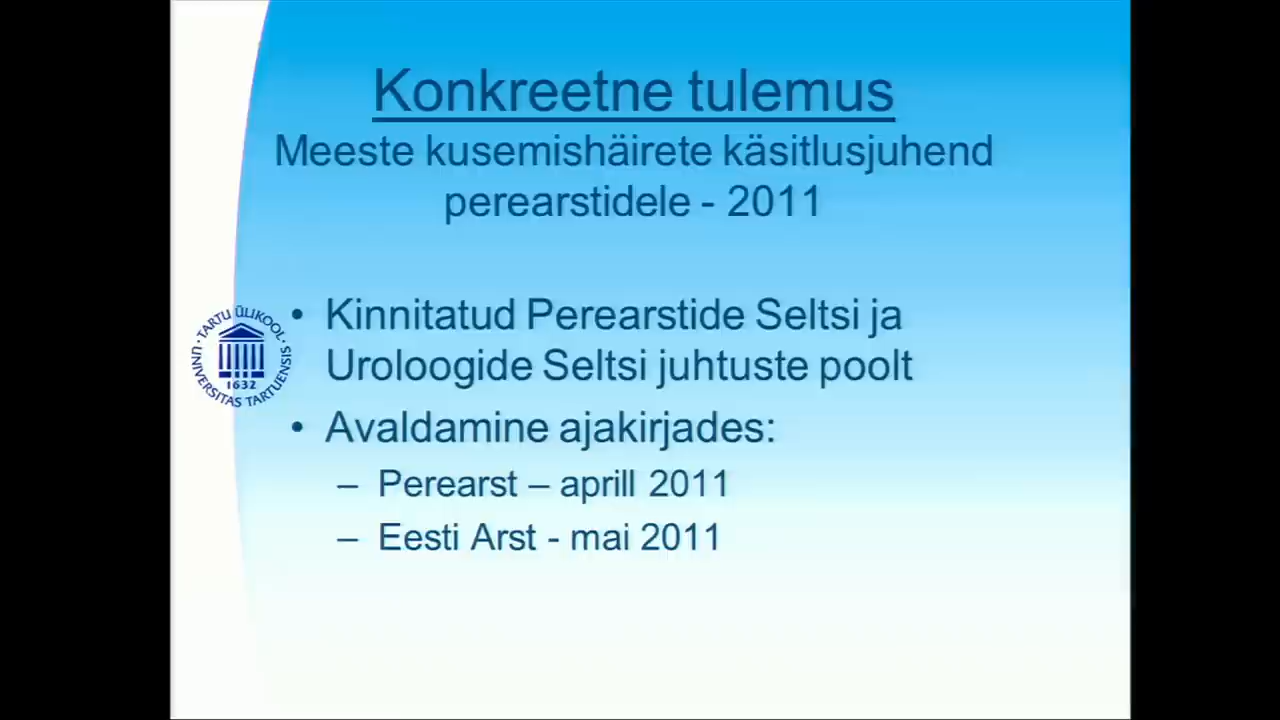 Konkreetne tulemus
Meeste kusemishäirete käsitlusjuhend
perearstidele - 2011
• Kinnitatud Perearstide Seltsi ja
Uroloogide Seltsi juhtuste poolt
• Avaldamine ajakirjades:
– Perearst – aprill 2011
– Eesti Arst - mai 2011
· TARTU ÜLIKOOL ·
UNIVERSITAS TARTUENSIS
1632